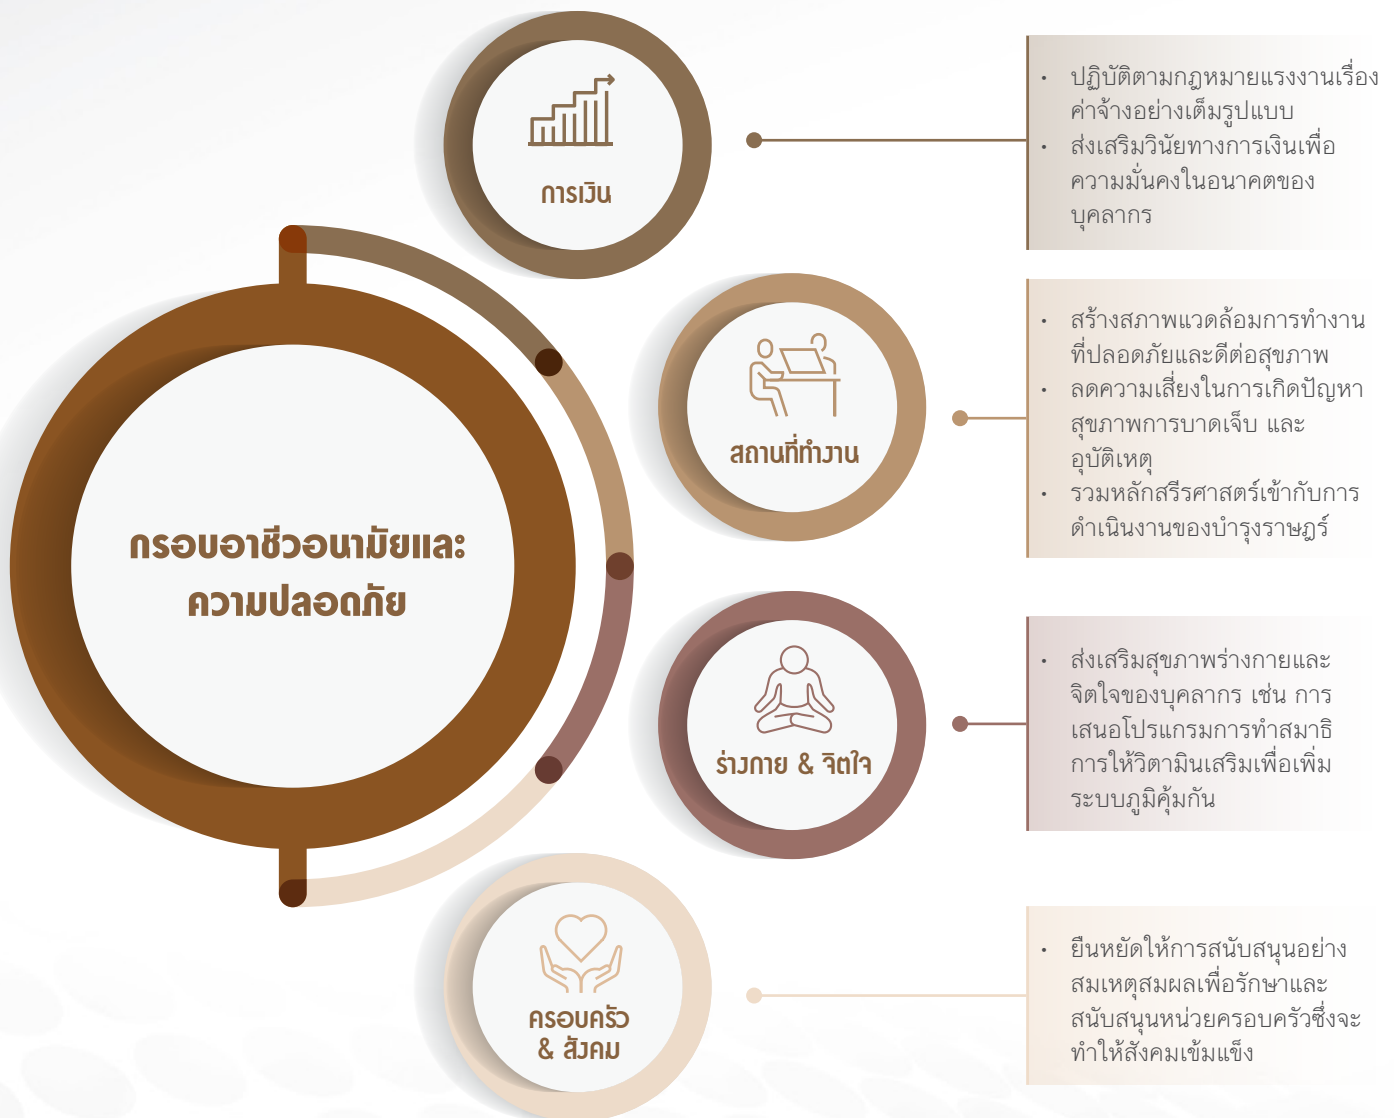 การเงิน
• ปฏิบัติตามกฎหมายแรงงานเรื่อง
ค่าจ้างอย่างเต็มรูปแบบ
• ส่งเสริมวินัยทางการเงินเพื่อ
ความมั่นคงในอนาคตของ
บุคลากร
กรอบอาชีวอนามัยและ
ความปลอดภัย
สถานที่ทำงาน
• สร้างสภาพแวดล้อมการทำงาน
ที่ปลอดภัยและดีต่อสุขภาพ
• ลดความเสี่ยงในการเกิดปัญหา
สุขภาพการบาดเจ็บ และ
อุบัติเหตุ
• รวมหลักสรีรศาสตร์เข้ากับการ
ดำเนินงานของบำรุงราษฎร์
ร่างกาย & จิตใจ
• ส่งเสริมสุขภาพร่างกายและ
จิตใจของบุคลากร เช่น การ
เสนอโปรแกรมการทำสมาธิ
การให้วิตามินเสริมเพื่อเพิ่ม
ระบบภูมิคุ้มกัน
ครอบครัว
& สังคม
• ยืนหยัดให้การสนับสนุนอย่าง
สมเหตุสมผลเพื่อรักษาและ
สนับสนุนหน่วยครอบครัวซึ่งจะ
ทำให้สังคมเข้มแข็ง